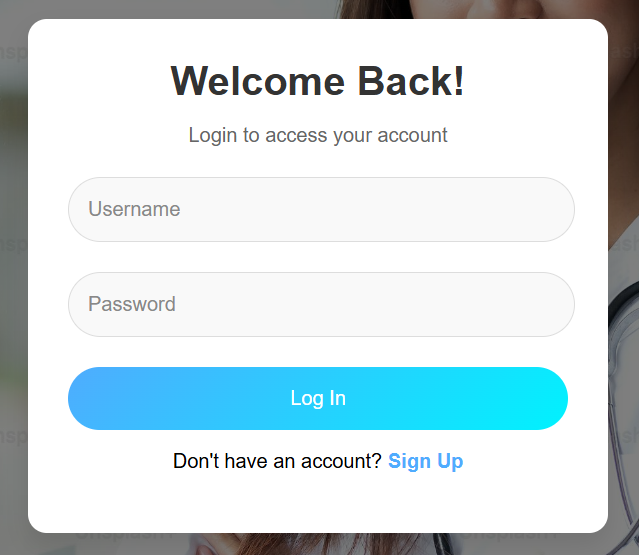 Welcome Back!
Login to access your account
Username
Password
Log In
Don't have an account? Sign Up